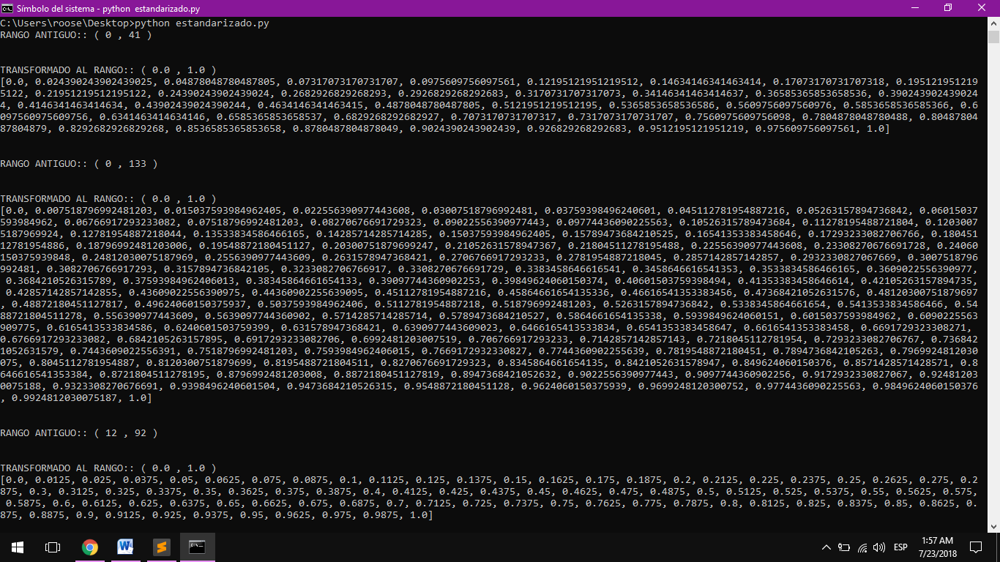 Símbolo del sistema - python  estandarizado.py
C:\Users\roose\Desktop>python estandarizado.py
RANGO ANTIGUO:: ( 0 , 41 )
TRANSFORMADO AL RANGO:: ( 0.0 , 1.0 )
[0.0, 0.024390243902439025, 0.04878048780487805, 0.07317073170731707, 0.0975609756097561, 0.12195121951219512, 0.14634146341463414, 0.17073170731707318, 0.195121951219
5122, 0.21951219512195122, 0.24390243902439024, 0.2682926829268293, 0.2926829268292683, 0.3170731707317073, 0.34146341463414637, 0.36585365853658536, 0.390243902439024
4, 0.4146341463414634, 0.43902439024390244, 0.4634146341463415, 0.4878048780487805, 0.5121951219512195, 0.5365853658536586, 0.5609756097560976, 0.5853658536585366, 0.6
097560975609756, 0.6341463414634146, 0.6585365853658537, 0.6829268292682927, 0.7073170731707317, 0.7317073170731707, 0.7560975609756098, 0.7804878048780488, 0.80487804
87804879, 0.8292682926829268, 0.8536585365853658, 0.8780487804878049, 0.9024390243902439, 0.926829268292683, 0.9512195121951219, 0.975609756097561, 1.0]
RANGO ANTIGUO:: ( 0 , 133 )
TRANSFORMADO AL RANGO:: ( 0.0 , 1.0 )
[0.0, 0.007518796992481203, 0.015037593984962405, 0.022556390977443608, 0.03007518796992481, 0.03759398496240601, 0.045112781954887216, 0.05263157894736842, 0.06015037
593984962, 0.06766917293233082, 0.07518796992481203, 0.08270676691729323, 0.09022556390977443, 0.09774436090225563, 0.10526315789473684, 0.11278195488721804, 0.1203007
5187969924, 0.12781954887218044, 0.13533834586466165, 0.14285714285714285, 0.15037593984962405, 0.15789473684210525, 0.16541353383458646, 0.17293233082706766, 0.180451
12781954886, 0.18796992481203006, 0.19548872180451127, 0.20300751879699247, 0.21052631578947367, 0.21804511278195488, 0.22556390977443608, 0.23308270676691728, 0.24060
150375939848, 0.24812030075187969, 0.2556390977443609, 0.2631578947368421, 0.2706766917293233, 0.2781954887218045, 0.2857142857142857, 0.2932330827067669, 0.3007518796
992481, 0.3082706766917293, 0.3157894736842105, 0.3233082706766917, 0.3308270676691729, 0.3383458646616541, 0.3458646616541353, 0.3533834586466165, 0.3609022556390977,
0.3684210526315789, 0.37593984962406013, 0.38345864661654133, 0.39097744360902253, 0.39849624060150374, 0.40601503759398494, 0.41353383458646614, 0.42105263157894735,
0.42857142857142855, 0.43609022556390975, 0.44360902255639095, 0.45112781954887216, 0.45864661654135336, 0.46616541353383456, 0.47368421052631576, 0.48120300751879697
, 0.48872180451127817, 0.49624060150375937, 0.5037593984962406, 0.5112781954887218, 0.518796992481203, 0.5263157894736842, 0.5338345864661654, 0.5413533834586466, 0.54
88721804511278, 0.556390977443609, 0.5639097744360902, 0.5714285714285714, 0.5789473684210527, 0.5864661654135338, 0.5939849624060151, 0.6015037593984962, 0.6090225563
909775, 0.6165413533834586, 0.6240601503759399, 0.631578947368421, 0.6390977443609023, 0.6466165413533834, 0.6541353383458647, 0.6616541353383458, 0.6691729323308271,
0.6766917293233082, 0.6842105263157895, 0.6917293233082706, 0.6992481203007519, 0.706766917293233, 0.7142857142857143, 0.7218045112781954, 0.7293233082706767, 0.736842
1052631579, 0.7443609022556391, 0.7518796992481203, 0.7593984962406015, 0.7669172932330827, 0.7744360902255639, 0.7819548872180451, 0.7894736842105263, 0.7969924812030
075, 0.8045112781954887, 0.8120300751879699, 0.8195488721804511, 0.8270676691729323, 0.8345864661654135, 0.8421052631578947, 0.849624060150376, 0.8571428571428571, 0.8
646616541353384, 0.8721804511278195, 0.8796992481203008, 0.8872180451127819, 0.8947368421052632, 0.9022556390977443, 0.9097744360902256, 0.9172932330827067, 0.92481203
0075188, 0.9323308270676691, 0.9398496240601504, 0.9473684210526315, 0.9548872180451128, 0.9624060150375939, 0.9699248120300752, 0.9774436090225563, 0.9849624060150376
, 0.9924812030075187, 1.0]
RANGO ANTIGUO:: ( 12 , 92 )
TRANSFORMADO AL RANGO:: ( 0.0 , 1.0 )
[0.0, 0.0125, 0.025, 0.0375, 0.05, 0.0625, 0.075, 0.0875, 0.1, 0.1125, 0.125, 0.1375, 0.15, 0.1625, 0.175, 0.1875, 0.2, 0.2125, 0.225, 0.2375, 0.25, 0.2625, 0.275, 0.2
875, 0.3, 0.3125, 0.325, 0.3375, 0.35, 0.3625, 0.375, 0.3875, 0.4, 0.4125, 0.425, 0.4375, 0.45, 0.4625, 0.475, 0.4875, 0.5, 0.5125, 0.525, 0.5375, 0.55, 0.5625, 0.575,
0.5875, 0.6, 0.6125, 0.625, 0.6375, 0.65, 0.6625, 0.675, 0.6875, 0.7, 0.7125, 0.725, 0.7375, 0.75, 0.7625, 0.775, 0.7875, 0.8, 0.8125, 0.825, 0.8375, 0.85, 0.8625, 0.
875, 0.8875, 0.9, 0.9125, 0.925, 0.9375, 0.95, 0.9625, 0.975, 0.9875, 1.0]
ESP
1:57 AM
7/23/2018